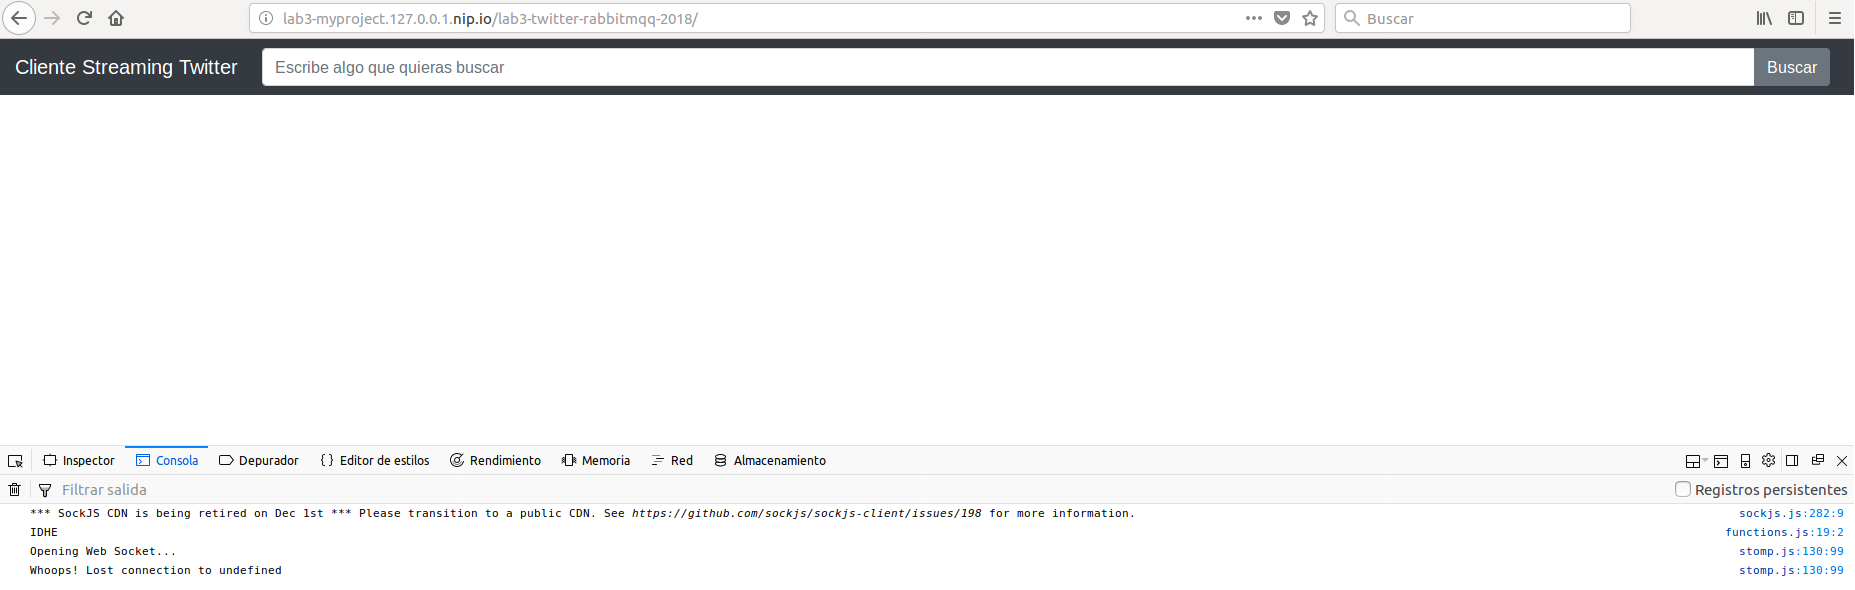 lab3-myproject.127.0.0.1.nip.io/lab3-twitter-rabbitmqq-2018/
Buscar
Cliente Streaming Twitter
Escribe algo que quieras buscar
Buscar
Inspector
Consola
Depurador
Editor de estilos
Rendimiento
Memoria
Red
Almacenamiento
Filtrar salida
Registros persistentes
*** SockJS CDN is being retired on Dec 1st *** Please transition to a public CDN. See https://github.com/sockjs/sockjs-client/issues/198 for more information. sockjs.js:282:9
IDHE functions.js:19:2
Opening Web Socket... stomp.js:130:99
Whoops! Lost connection to undefined stomp.js:130:99